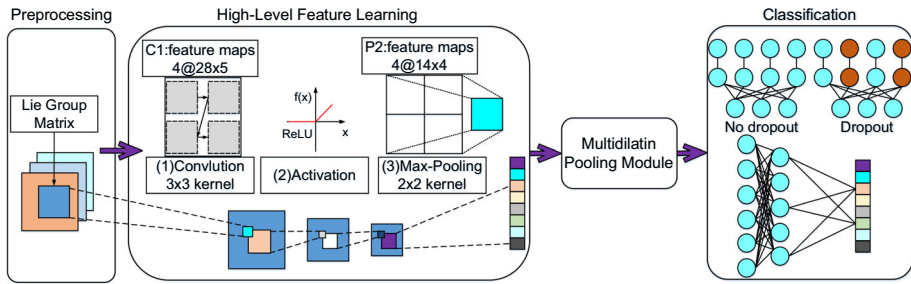 Preprocessing
High-Level Feature Learning
Classification
Lie Group
Matrix
C1:feature maps
4@28x5
(1)Convlution
3x3 kernel
f(x)
ReLU
x
(2)Activation
P2:feature maps
4@14x4
(3)Max-Pooling
2x2 kernel
Multidilatin
Pooling Module
No dropout
Dropout